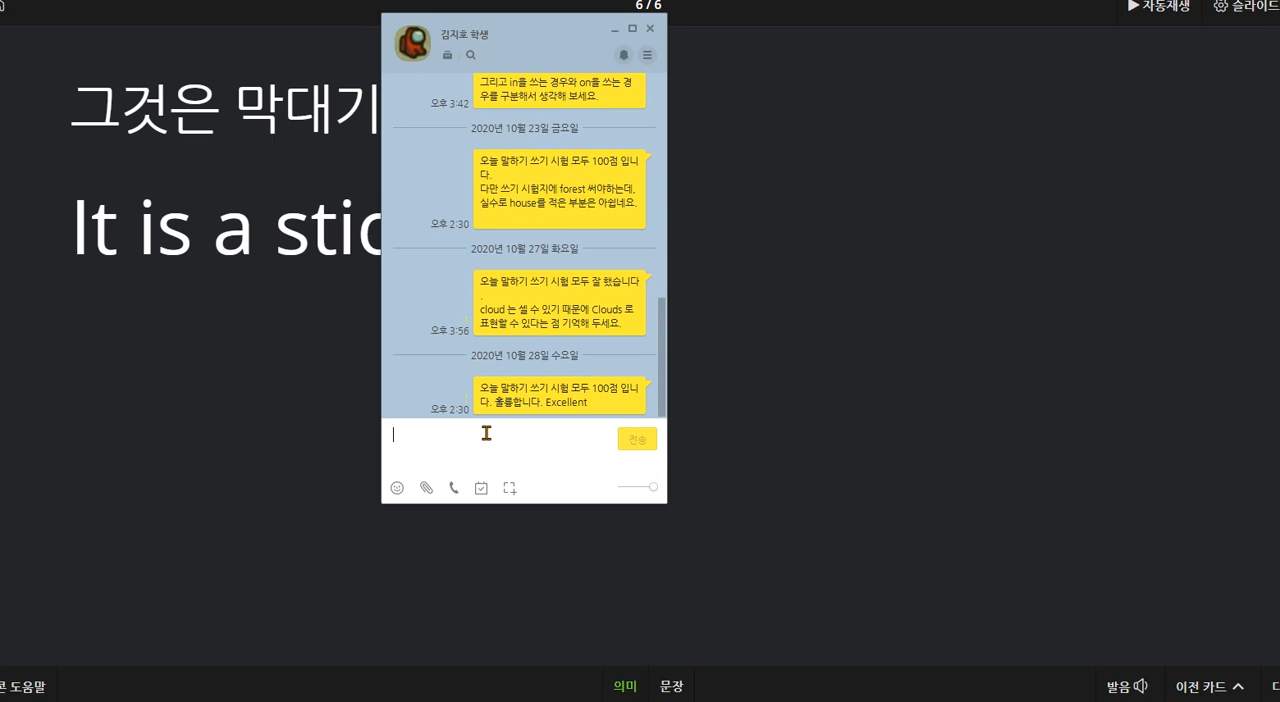 6 / 6
자동재생
슬라이드
김지호 학생
그것은 막대기
It is a stic
그리고 in을 쓰는 경우와 on을 쓰는 경
우를 구분해서 생각해 보세요.
오후 3:42
2020년 10월 23일 금요일
오늘 말하기 쓰기 시험 모두 100점 입니
다.
다만 쓰기 시험지에 forest 써야하는데,
실수로 house를 적은 부분은 아쉽네요.
오후 2:30
2020년 10월 27일 화요일
오늘 말하기 쓰기 시험 모두 잘 했습니다
.
cloud 는 셀 수 있기 때문에 Clouds 로
표현할 수 있다는 점 기억해 두세요.
오후 3:56
2020년 10월 28일 수요일
오늘 말하기 쓰기 시험 모두 100점 입니
다. 훌륭합니다. Excellent
오후 2:30
전송
콘 도움말
의미
문장
발음
이전 카드